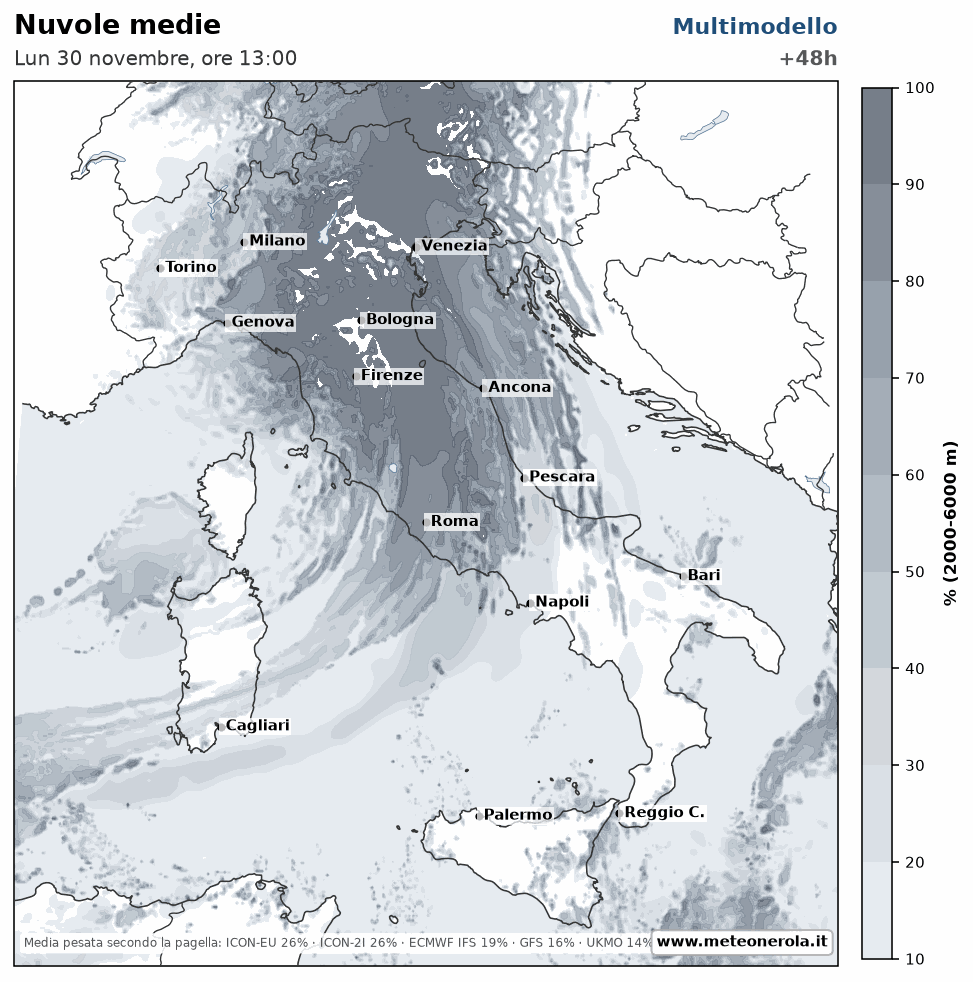 Nuvole medie
Multimodello
Lun 30 novembre, ore 13:00
+48h
100
90
80
70
60
50
40
30
20
10
% (2000-6000 m)
Milano
Venezia
Torino
Genova
Bologna
Firenze
Ancona
Pescara
Roma
Bari
Napoli
Cagliari
Palermo
Reggio C.
Media pesata secondo la pagella: ICON-EU 26% · ICON-2I 26% · ECMWF IFS 19% · GFS 16% · UKMO 14%
www.meteonerola.it